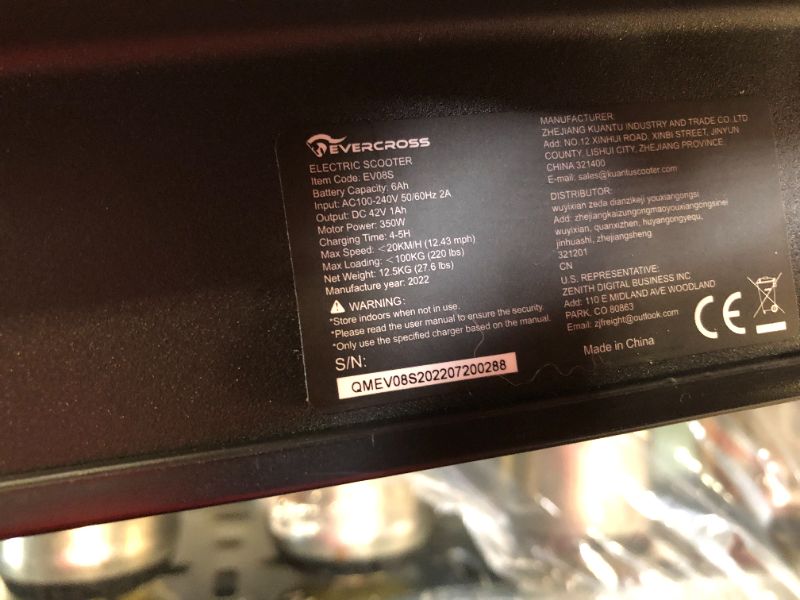 EVERCROSS
ELECTRIC SCOOTER
Item Code: EV08S
Battery Capacity: 6Ah
Input: AC100-240V 50/60Hz 2A
Output: DC 42V 1Ah
Motor Power: 350W
Charging Time: 4-5H
Max Speed: <20KM/H (12.43 mph)
Max Loading: <100KG (220 lbs)
Net Weight: 12.5KG (27.6 lbs)
Manufacture year: 2022
WARNING:
*Store indoors when not in use.
*Please read the user manual to ensure the security.
*Only use the specified charger based on the manual.
S/N:
QMEV08S202207200288
MANUFACTURER
ZHEJIANG KUANTU INDUSTRY AND TRADE CO.,LTD
Add: NO.12 XINHUI ROAD, XINBI STREET, JINYUN
COUNTY, LISHUI CITY, ZHEJIANG PROVINCE,
CHINA 321400
E-mail: sales@kuantuscooter.com
DISTRIBUTOR:
wuyixian zeda dianzikeji youxiangongsi
Add: zhejiangkaizungongmaoyouxiangongsinei
wuyixian, quanxizhen, huyangongyequ,
jinhuashi, zhejiangsheng
321201
CN
U.S. REPRESENTATIVE:
ZENITH DIGITAL BUSINESS INC
Add: 110 E MIDLAND AVE WOODLAND
PARK, CO 80863
Email: zjfreight@outlook.com
Made in China
CE